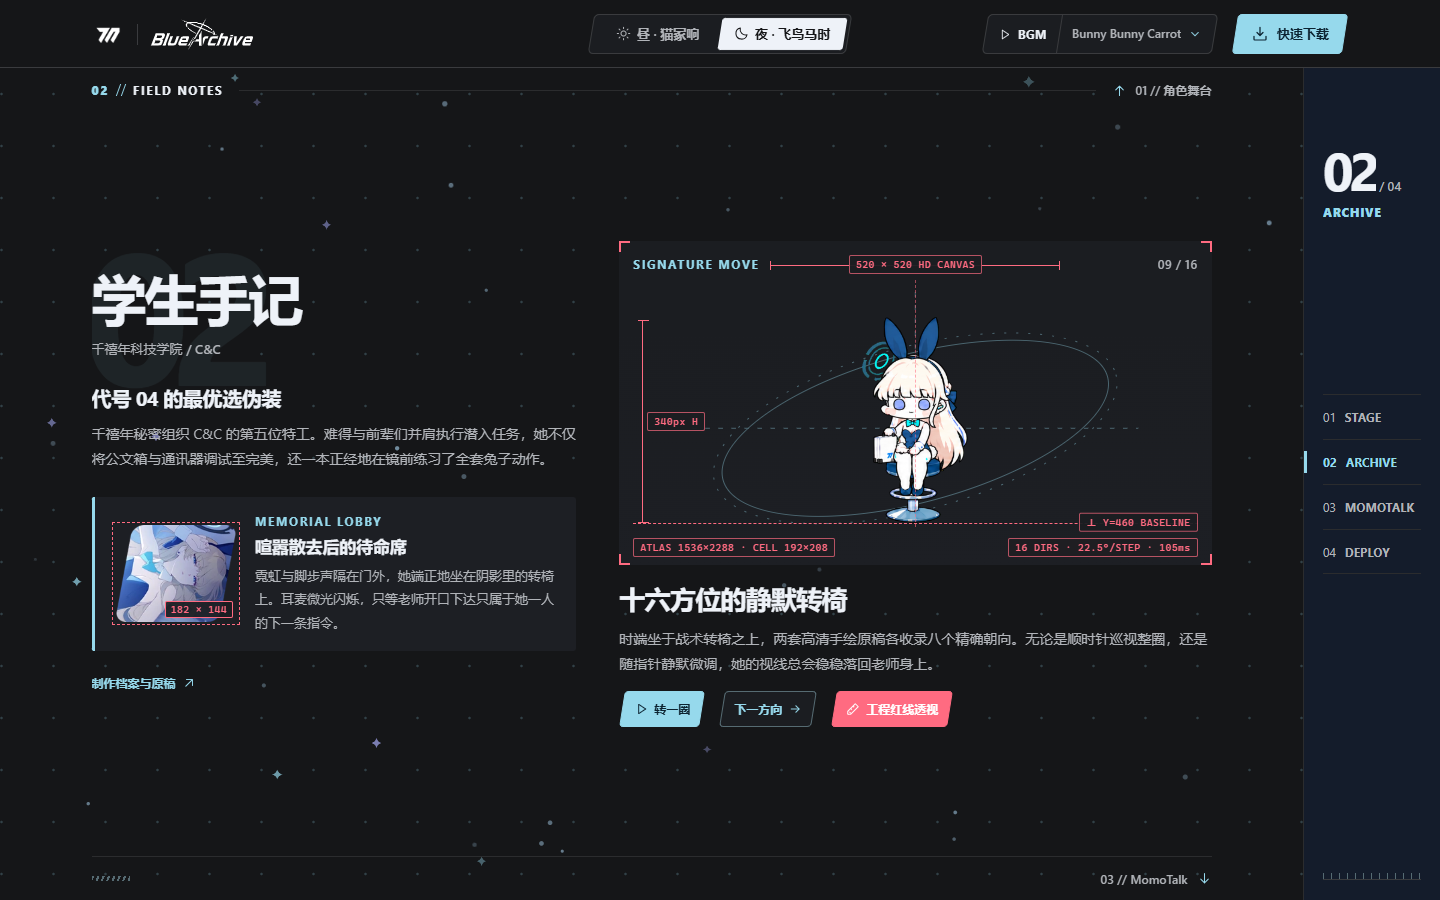 Blue Archive
昼 · 猫冢响
夜 · 飞鸟马时
BGM
Bunny Bunny Carrot
快速下载
02 // FIELD NOTES
01 // 角色舞台
02 / 04
ARCHIVE
01 STAGE
02 ARCHIVE
03 MOMOTALK
04 DEPLOY
02
学生手记
千禧年科技学院 / C&C
代号 04 的最优选伪装
千禧年秘密组织 C&C 的第五位特工。难得与前辈们并肩执行潜入任务，她不仅
将公文箱与通讯器调试至完美，还一本正经地在镜前练习了全套兔子动作。
182 × 144
MEMORIAL LOBBY
喧嚣散去后的待命席
霓虹与脚步声隔在门外，她端正地坐在阴影里的转椅
上。耳麦微光闪烁，只等老师开口下达只属于她一人
的下一条指令。
制作档案与原稿
SIGNATURE MOVE
520 × 520 HD CANVAS
09 / 16
340px H
⊥ Y=460 BASELINE
ATLAS 1536×2288 · CELL 192×208
16 DIRS · 22.5°/STEP · 105ms
十六方位的静默转椅
时端坐于战术转椅之上，两套高清手绘原稿各收录八个精确朝向。无论是顺时针巡视整圈，还是
随指针静默微调，她的视线总会稳稳落回老师身上。
转一圈
下一方向
工程红线透视
03 // MomoTalk